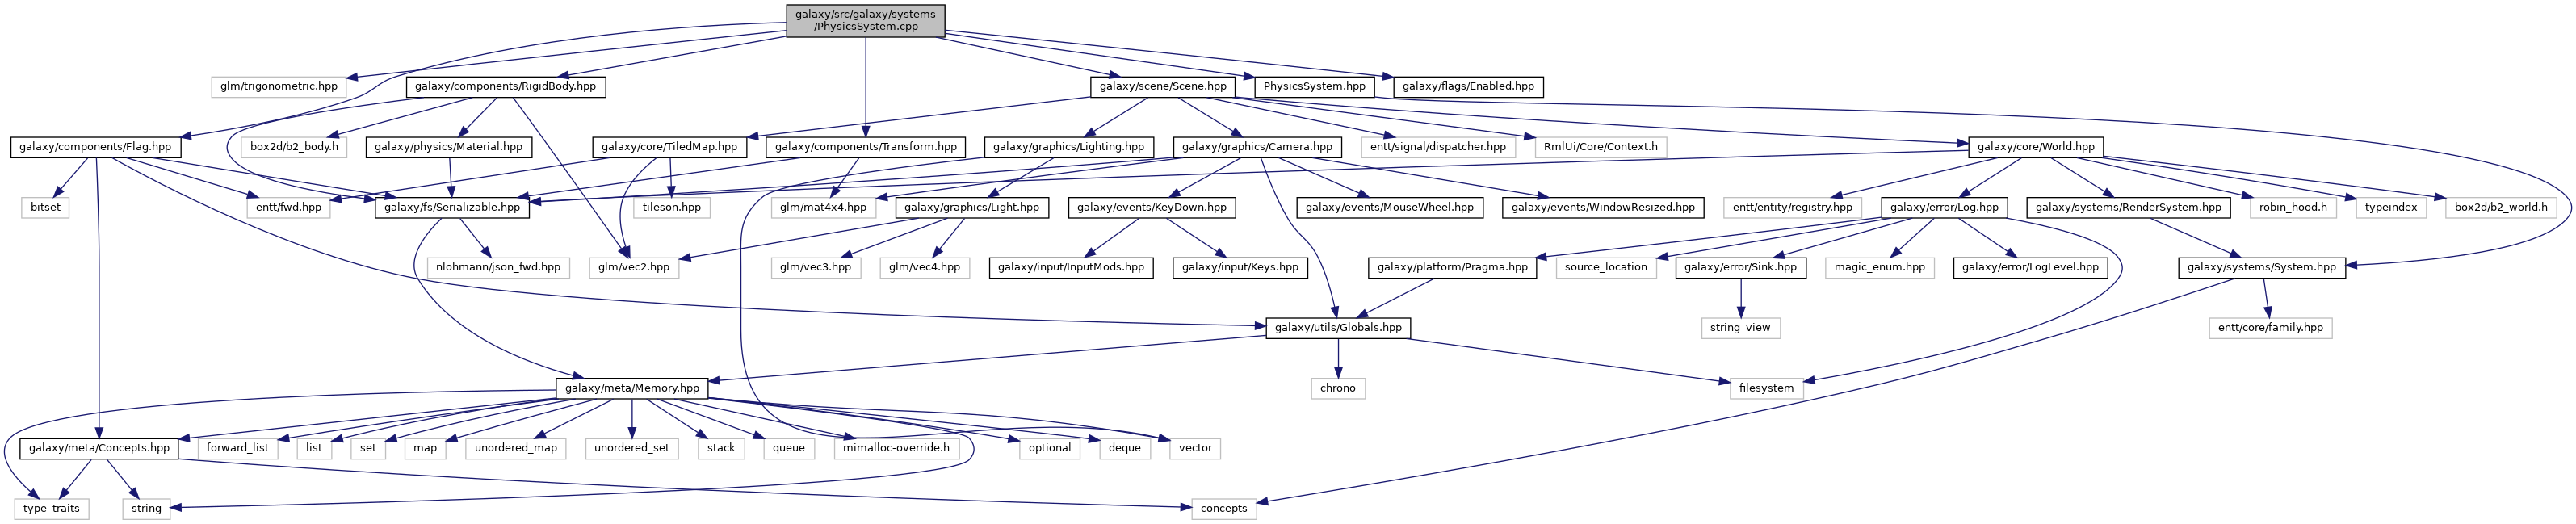 galaxy/src/galaxy/systems
/PhysicsSystem.cpp
glm/trigonometric.hpp
galaxy/components/RigidBody.hpp
galaxy/scene/Scene.hpp
PhysicsSystem.hpp
galaxy/flags/Enabled.hpp
galaxy/components/Flag.hpp
box2d/b2_body.h
galaxy/physics/Material.hpp
galaxy/core/TiledMap.hpp
galaxy/components/Transform.hpp
galaxy/graphics/Lighting.hpp
galaxy/graphics/Camera.hpp
entt/signal/dispatcher.hpp
RmlUi/Core/Context.h
galaxy/core/World.hpp
bitset
entt/fwd.hpp
galaxy/fs/Serializable.hpp
tileson.hpp
glm/mat4x4.hpp
galaxy/graphics/Light.hpp
galaxy/events/KeyDown.hpp
galaxy/events/MouseWheel.hpp
galaxy/events/WindowResized.hpp
entt/entity/registry.hpp
galaxy/error/Log.hpp
galaxy/systems/RenderSystem.hpp
robin_hood.h
typeindex
box2d/b2_world.h
nlohmann/json_fwd.hpp
glm/vec2.hpp
glm/vec3.hpp
glm/vec4.hpp
galaxy/input/InputMods.hpp
galaxy/input/Keys.hpp
galaxy/platform/Pragma.hpp
source_location
galaxy/error/Sink.hpp
magic_enum.hpp
galaxy/error/LogLevel.hpp
galaxy/systems/System.hpp
galaxy/utils/Globals.hpp
string_view
entt/core/family.hpp
galaxy/meta/Memory.hpp
chrono
filesystem
galaxy/meta/Concepts.hpp
forward_list
list
set
map
unordered_map
unordered_set
stack
queue
mimalloc-override.h
optional
deque
vector
type_traits
string
concepts